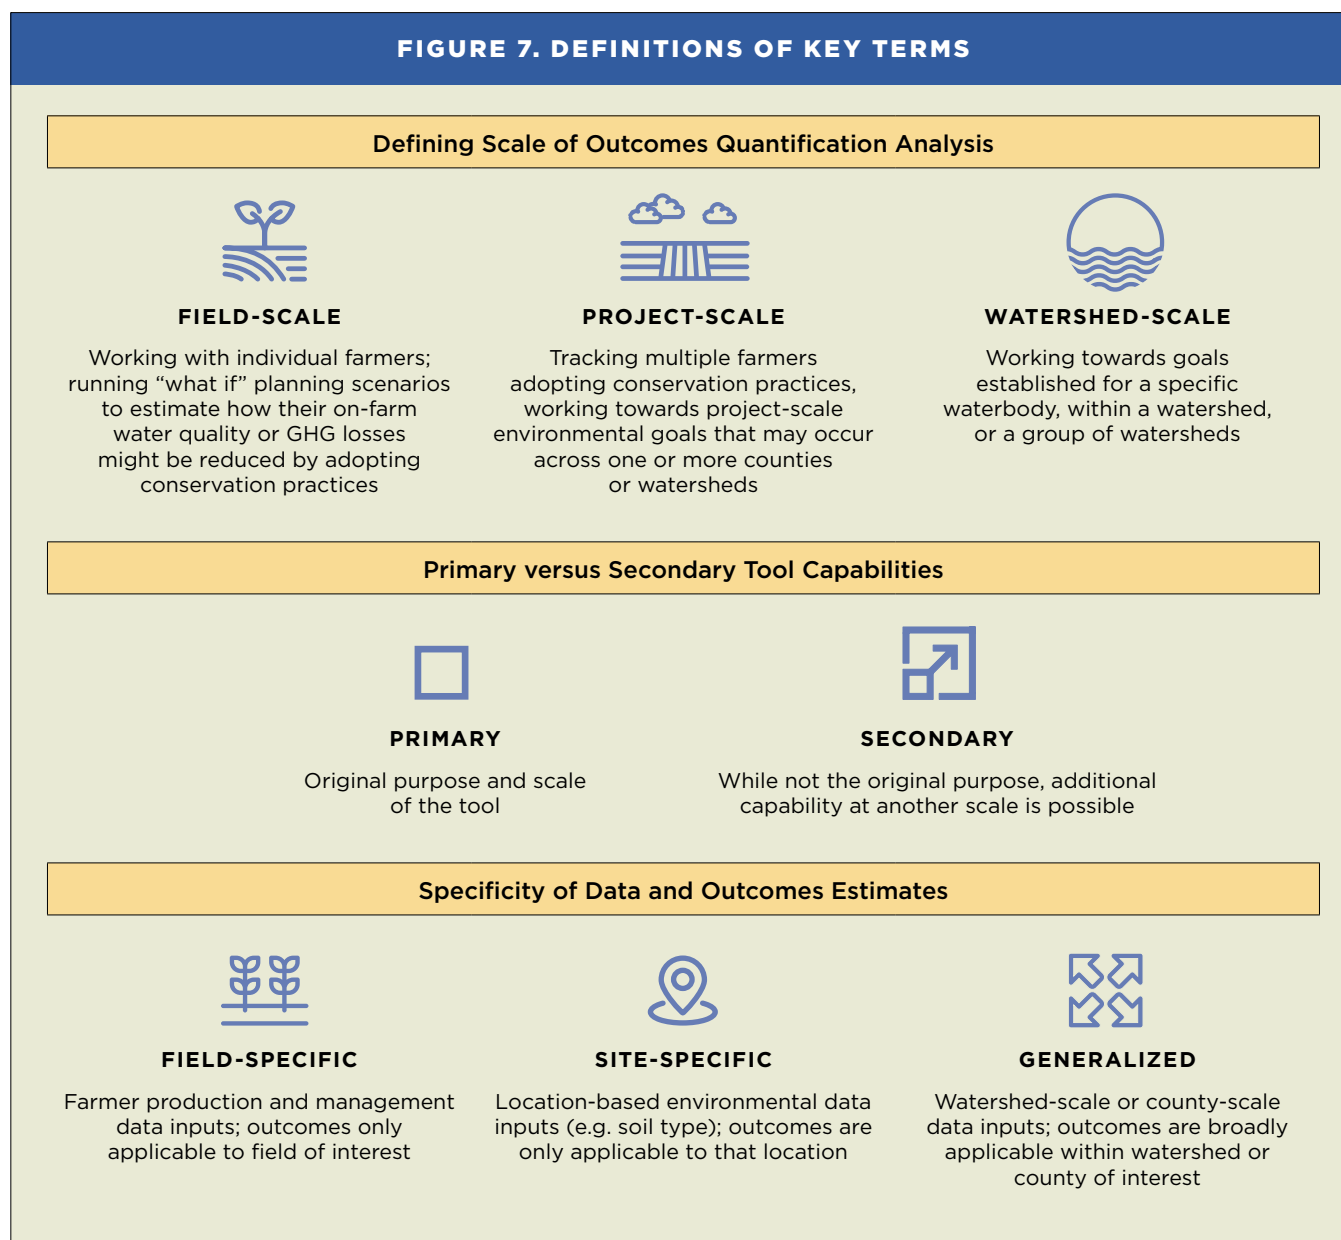 FIGURE 7. DEFINITIONS OF KEY TERMS
Defining Scale of Outcomes Quantification Analysis
FIELD-SCALE
Working with individual farmers;
running “what if” planning scenarios
to estimate how their on-farm
water quality or GHG losses
might be reduced by adopting
conservation practices
PROJECT-SCALE
Tracking multiple farmers
adopting conservation practices,
working towards project-scale
environmental goals that may occur
across one or more counties
or watersheds
WATERSHED-SCALE
Working towards goals
established for a specific
waterbody, within a watershed,
or a group of watersheds
Primary versus Secondary Tool Capabilities
PRIMARY
Original purpose and scale
of the tool
SECONDARY
While not the original purpose, additional
capability at another scale is possible
Specificity of Data and Outcomes Estimates
FIELD-SPECIFIC
Farmer production and management
data inputs; outcomes only
applicable to field of interest
SITE-SPECIFIC
Location-based environmental data
inputs (e.g. soil type); outcomes are
only applicable to that location
GENERALIZED
Watershed-scale or county-scale
data inputs; outcomes are broadly
applicable within watershed or
county of interest